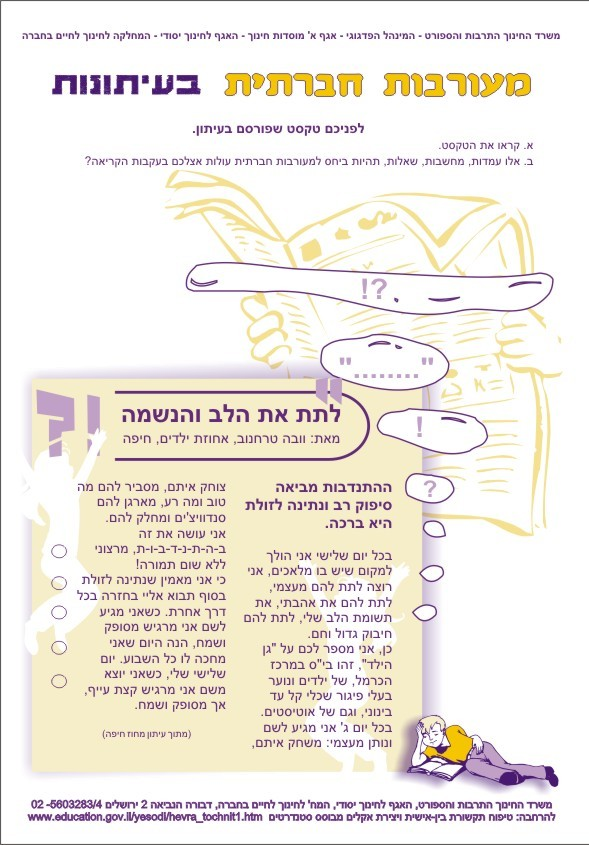 משרד החינוך התרבות והספורט - המינהל הפדגוגי - אגף א' מוסדות חינוך - האגף לחינוך יסודי - המחלקה לחינוך לחיים בחברה
מעורבות חברתית בעיתונות
לפניכם טקסט שפורסם בעיתון.
א. קראו את הטקסט.
ב. אלו עמדות, מחשבות, שאלות, תהיות ביחס למעורבות חברתית עולות אצלכם בעקבות הקריאה?
!?
"........"
!
?
?!
"
לתת את הלב והנשמה
מאת: וובה טרחנוב, אחוזת ילדים, חיפה
ההתנדבות מביאה
סיפוק רב ונתינה לזולת
היא ברכה.
בכל יום שלישי אני הולך
למקום שיש בו מלאכים, אני
רוצה לתת להם מעצמי,
לתת להם את אהבתי, את
תשומת הלב שלי, לתת להם
חיבוק גדול וחם.
כן, אני מספר לכם על "גן
הילד", זהו בי"ס במרכז
הכרמל, של ילדים ונוער
בעלי פיגור שכלי קל עד
בינוני, וגם של אוטיסטים.
בכל יום ג' אני מגיע לשם
ונותן מעצמי: משחק איתם,
צוחק איתם, מסביר להם מה
טוב ומה רע, מארגן להם
סנדוויצ'ים ומחלק להם.
אני עושה את זה
ב-ה-ת-נ-ד-ב-ו-ת, מרצוני
ללא שום תמורה!
כי אני מאמין שנתינה לזולת
בסוף תבוא אליי בחזרה בכל
דרך אחרת. כשאני מגיע
לשם אני מרגיש מסופק
ושמח, הנה היום שאני
מחכה לו כל השבוע. יום
שלישי שלי, כשאני יוצא
משם אני מרגיש קצת עייף,
אך מסופק ושמח.
(מתוך עיתון מחוז חיפה)
משרד החינוך התרבות והספורט, האגף לחינוך יסודי, המח' לחינוך לחיים בחברה, דבורה הנביאה 2 ירושלים 02-5603283/4
להרחבה: טיפוח תקשורת בין-אישית ויצירת אקלים מבוסס סטנדרטים www.education.gov.il/yesodi/hevra_tochnit1.htm